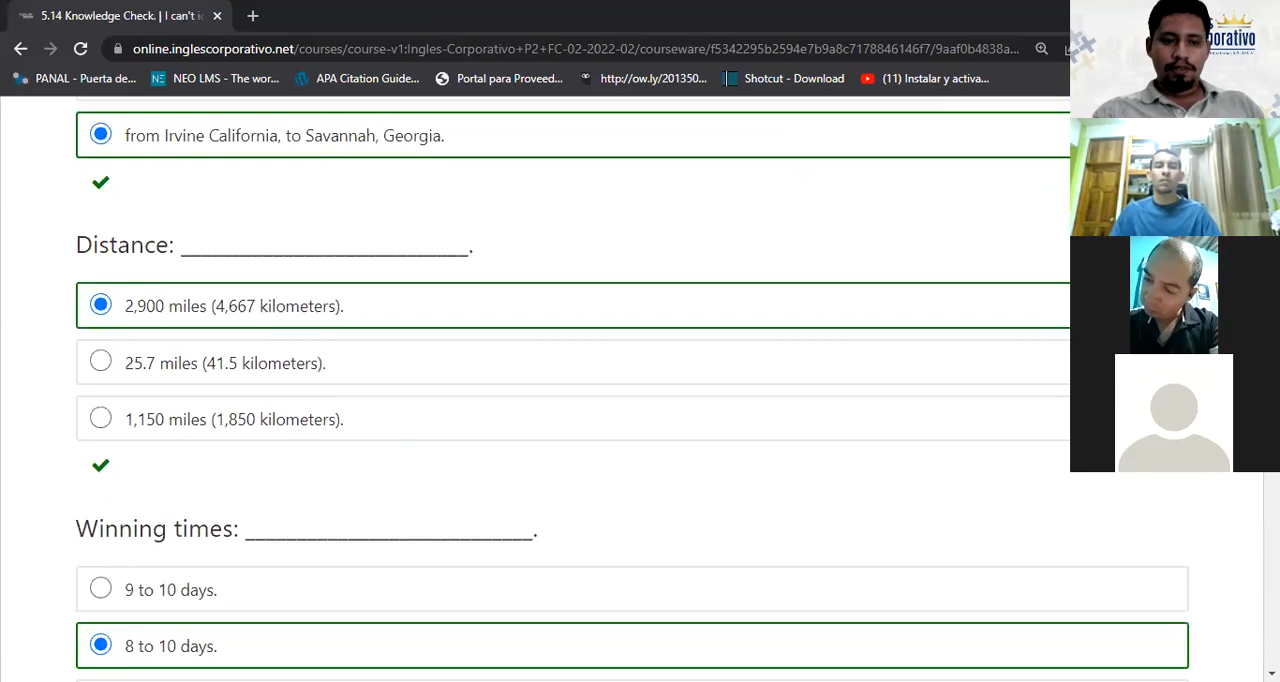 5.14 Knowledge Check. | I can't i
online.inglescorporativo.net/courses/course-v1:Ingles-Corporativo+P2+FC-02-2022-02/courseware/f5342295b2594e7b9a8c7178846146f7/9aaf0b4838a...
PANAL - Puerta de...
NE
NEO LMS - The wor...
APA Citation Guide...
Portal para Proveed...
http://ow.ly/201350...
Shotcut - Download
(11) Instalar y activa...
porativo
from Irvine California, to Savannah, Georgia.
Distance: ____________________________.
2,900 miles (4,667 kilometers).
25.7 miles (41.5 kilometers).
1,150 miles (1,850 kilometers).
Winning times: ____________________________.
9 to 10 days.
8 to 10 days.